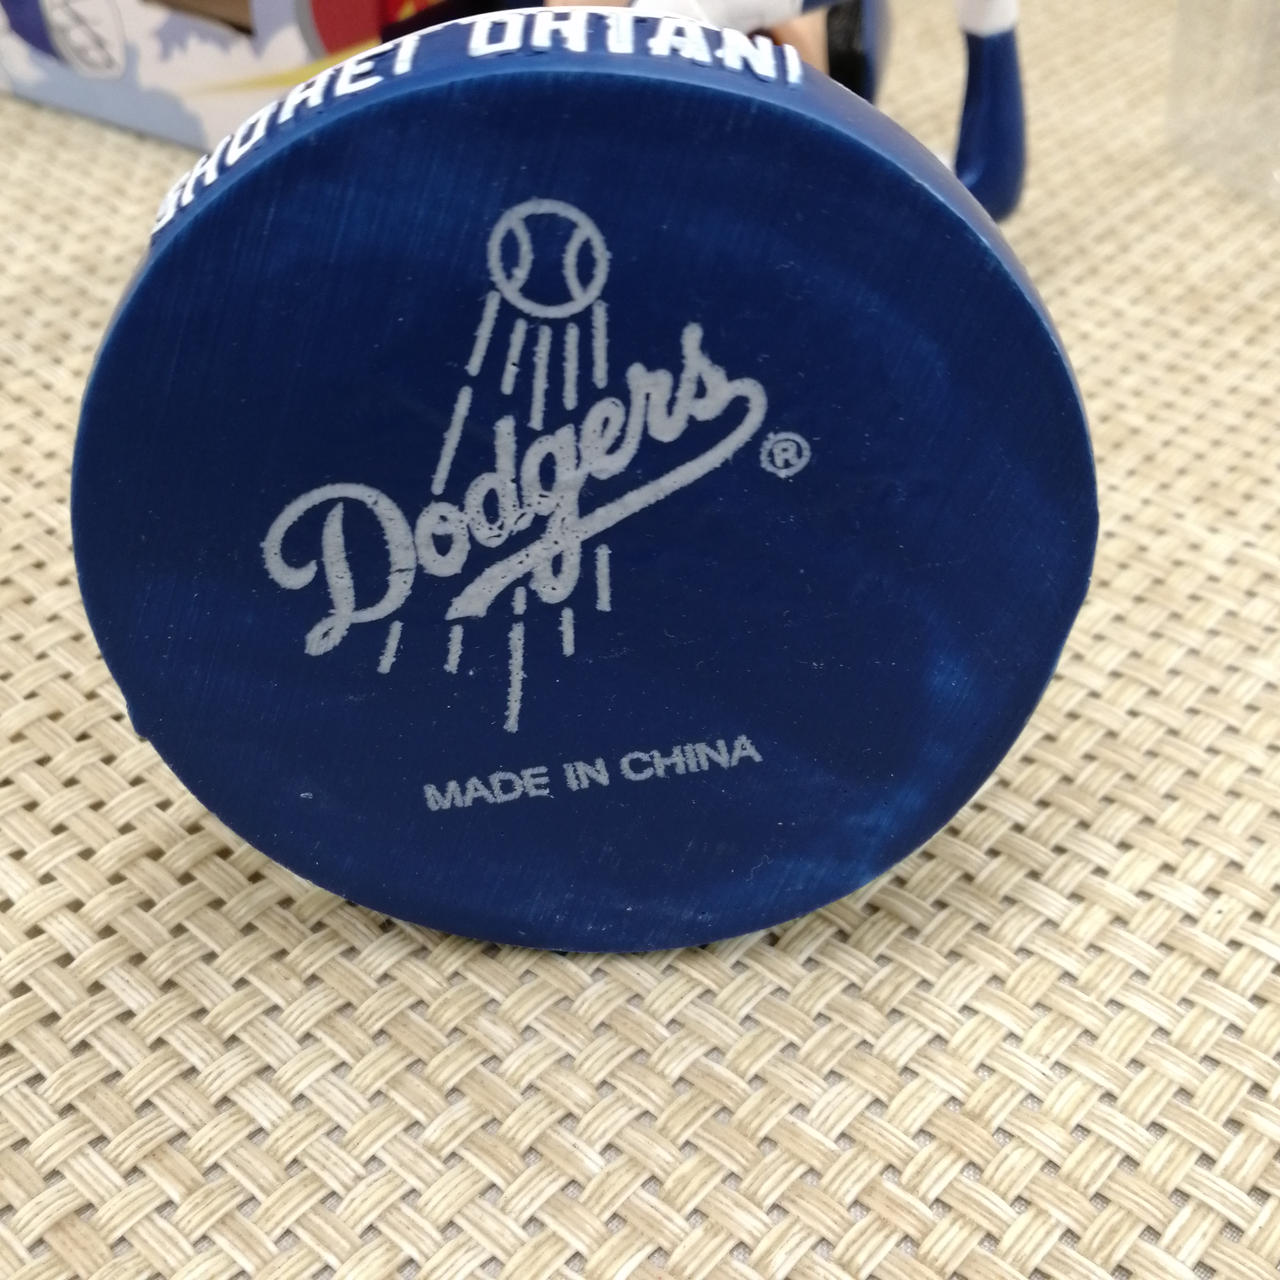 SHOHEI OHTANI
Dodgers
®
MADE IN CHINA